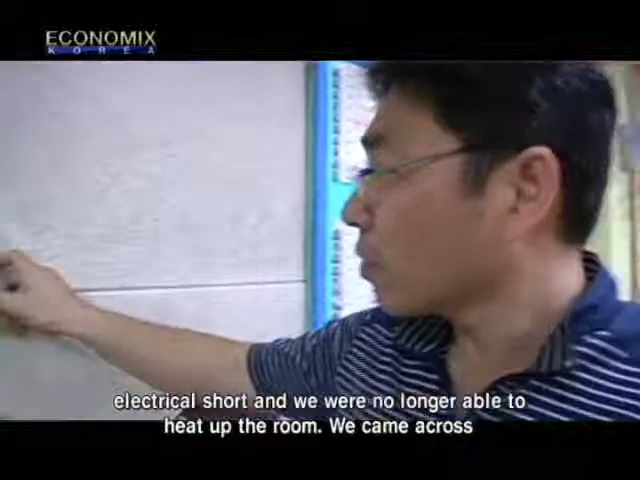 ECONOMIX
KOREA
electrical short and we were no longer able to
heat up the room. We came across